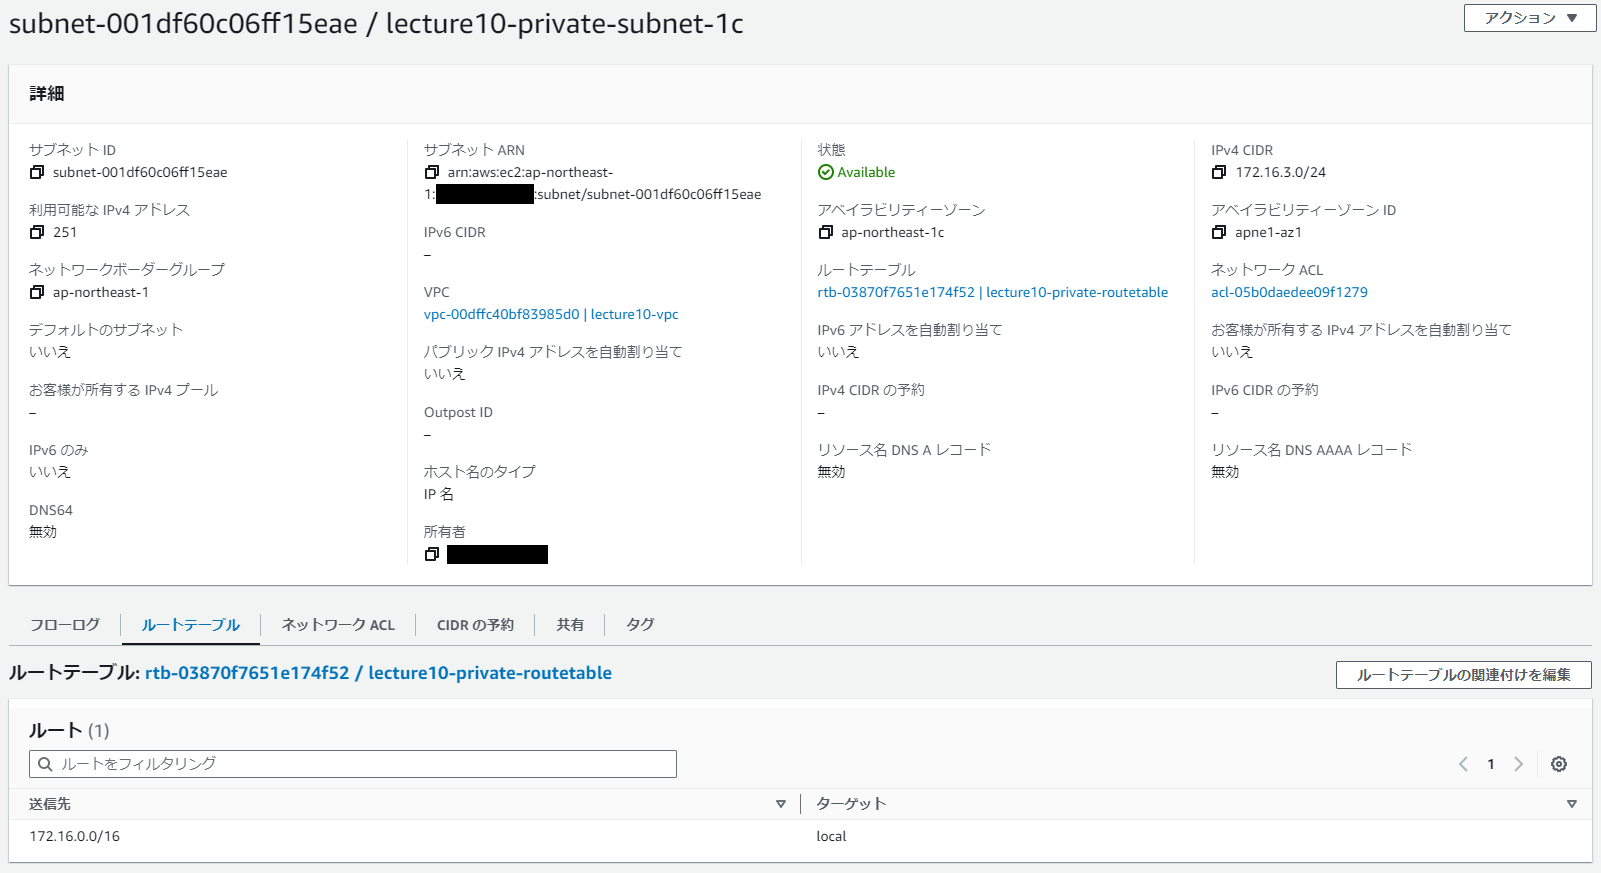 subnet-001df60c06ff15eae / lecture10-private-subnet-1c
アクション
詳細
サブネット ID
subnet-001df60c06ff15eae
利用可能な IPv4 アドレス
251
ネットワークボーダーグループ
ap-northeast-1
デフォルトのサブネット
いいえ
お客様が所有する IPv4 プール
–
IPv6 のみ
いいえ
DNS64
無効
サブネット ARN
arn:aws:ec2:ap-northeast-
1: :subnet/subnet-001df60c06ff15eae
IPv6 CIDR
–
VPC
vpc-00dffc40bf83985d0 | lecture10-vpc
パブリック IPv4 アドレスを自動割り当て
いいえ
Outpost ID
–
ホスト名のタイプ
IP 名
所有者
状態
Available
アベイラビリティーゾーン
ap-northeast-1c
ルートテーブル
rtb-03870f7651e174f52 | lecture10-private-routetable
IPv6 アドレスを自動割り当て
いいえ
IPv4 CIDR の予約
–
リソース名 DNS A レコード
無効
IPv4 CIDR
172.16.3.0/24
アベイラビリティーゾーン ID
apne1-az1
ネットワーク ACL
acl-05b0daedee09f1279
お客様が所有する IPv4 アドレスを自動割り当て
いいえ
IPv6 CIDR の予約
–
リソース名 DNS AAAA レコード
無効
フローログ ルートテーブル ネットワーク ACL CIDR の予約 共有 タグ
ルートテーブル: rtb-03870f7651e174f52 / lecture10-private-routetable
ルートテーブルの関連付けを編集
ルート (1)
ルートをフィルタリング
1
送信先 ターゲット
172.16.0.0/16 local